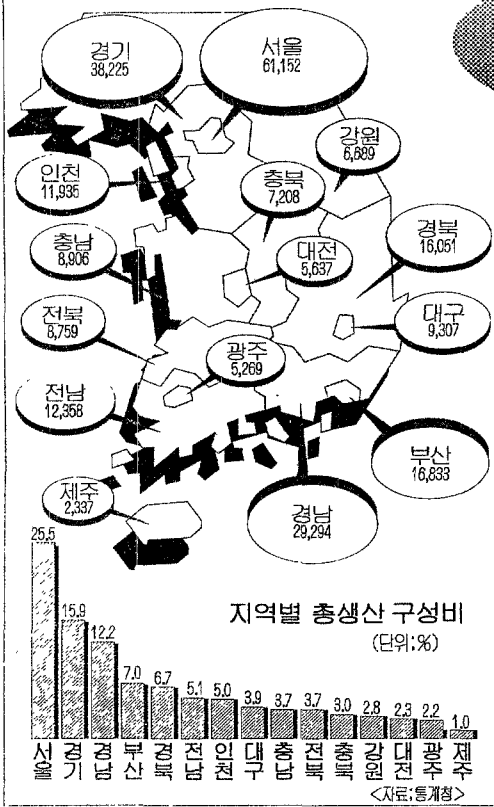 경기
38,225
서울
61,152
강원
6,689
인천
11,935
충북
7,208
충남
8,906
대전
5,637
경북
16,051
전북
8,759
광주
5,269
대구
9,307
전남
12,358
부산
16,833
제주
2,337
경남
29,294
지역별 총생산 구성비
(단위:%)
25.5 15.9 12.2 7.0 6.7 5.1 5.0 3.9 3.7 3.7 3.0 2.8 2.3 2.2 1.0
서울 경기 경남 부산 경북 전남 인천 대구 충남 전북 충북 강원 대전 광주 제주
<자료:통계청>